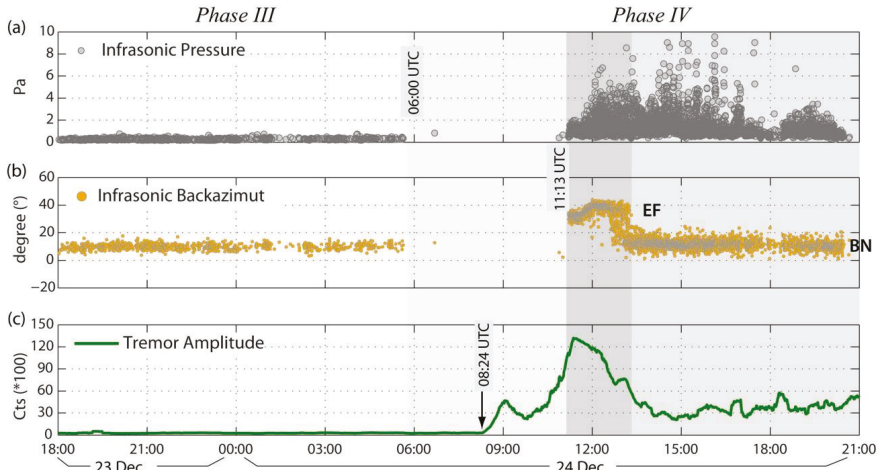 Phase III
Phase IV
(a)
Infrasonic Pressure
Pa
10
8
6
4
2
0
06:00 UTC
(b)
Infrasonic Backazimut
degree (°)
60
40
20
0
−20
11:13 UTC
EF
BN
(c)
Tremor Amplitude
Cts (*100)
150
120
90
60
30
0
08:24 UTC
18:00 21:00 00:00 03:00 06:00 09:00 12:00 15:00 18:00 21:00
23 Dec 24 Dec